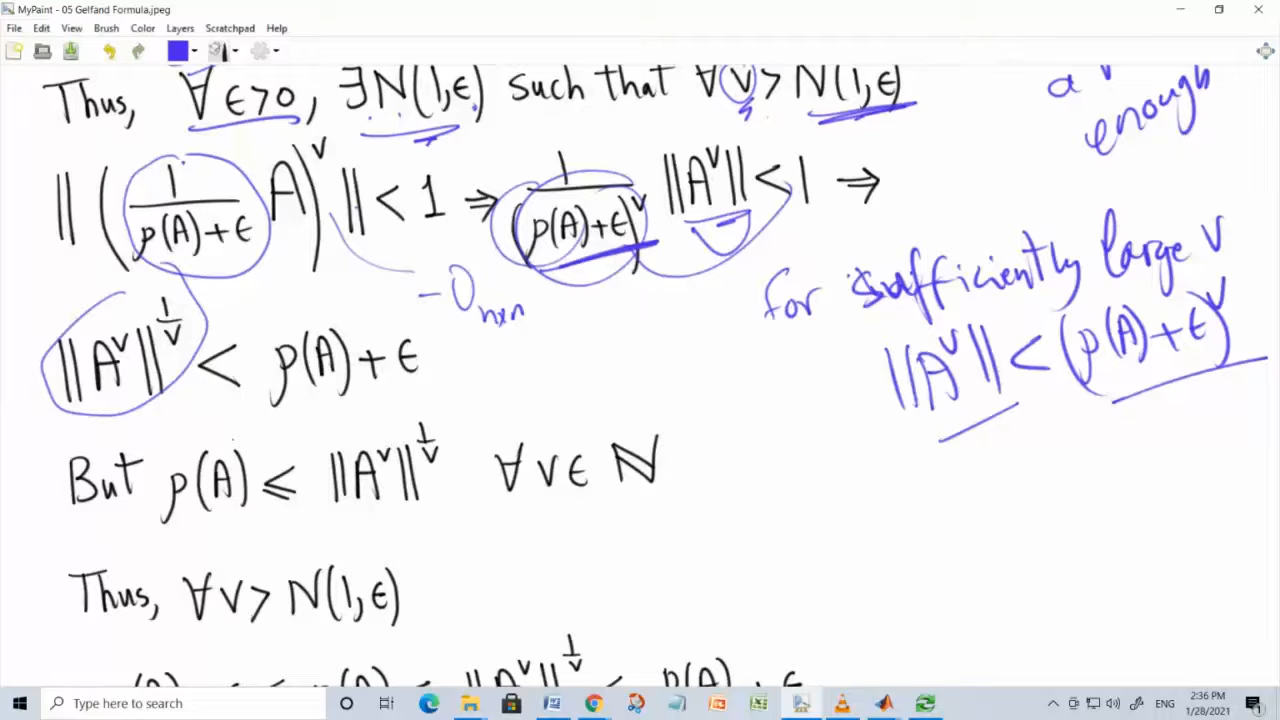 MyPaint - 05 Gelfand Formula.jpeg
File Edit View Brush Color Layers Scratchpad Help
Thus, ∀ ϵ>0, ∃N(1,ϵ) such that ∀ v > N(1,ϵ)
enough
‖(1/(ρ(A)+ϵ) A)^v‖ < 1 ⇒ 1/(ρ(A)+ϵ)^v ‖A^v‖ < 1 ⇒
0_{n×n}
for sufficiently large v
‖A^v‖ < (ρ(A)+ϵ)^v
‖A^v‖^{1/v} < ρ(A)+ϵ
But ρ(A) ≤ ‖A^v‖^{1/v} ∀ v ∈ ℕ
Thus, ∀ v > N(1,ϵ)
Type here to search
ENG
2:36 PM
1/28/2021